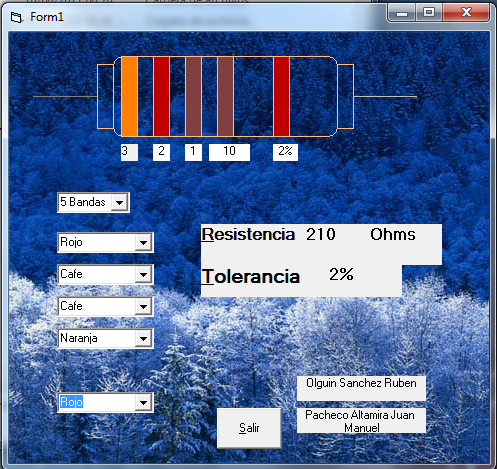 Form1
3 2 1 10 2%
5 Bandas
Rojo
Resistencia 210 Ohms
Cafe
Tolerancia 2%
Cafe
Naranja
Rojo
Olguin Sanchez Ruben
Salir
Pacheco Altamira Juan
Manuel